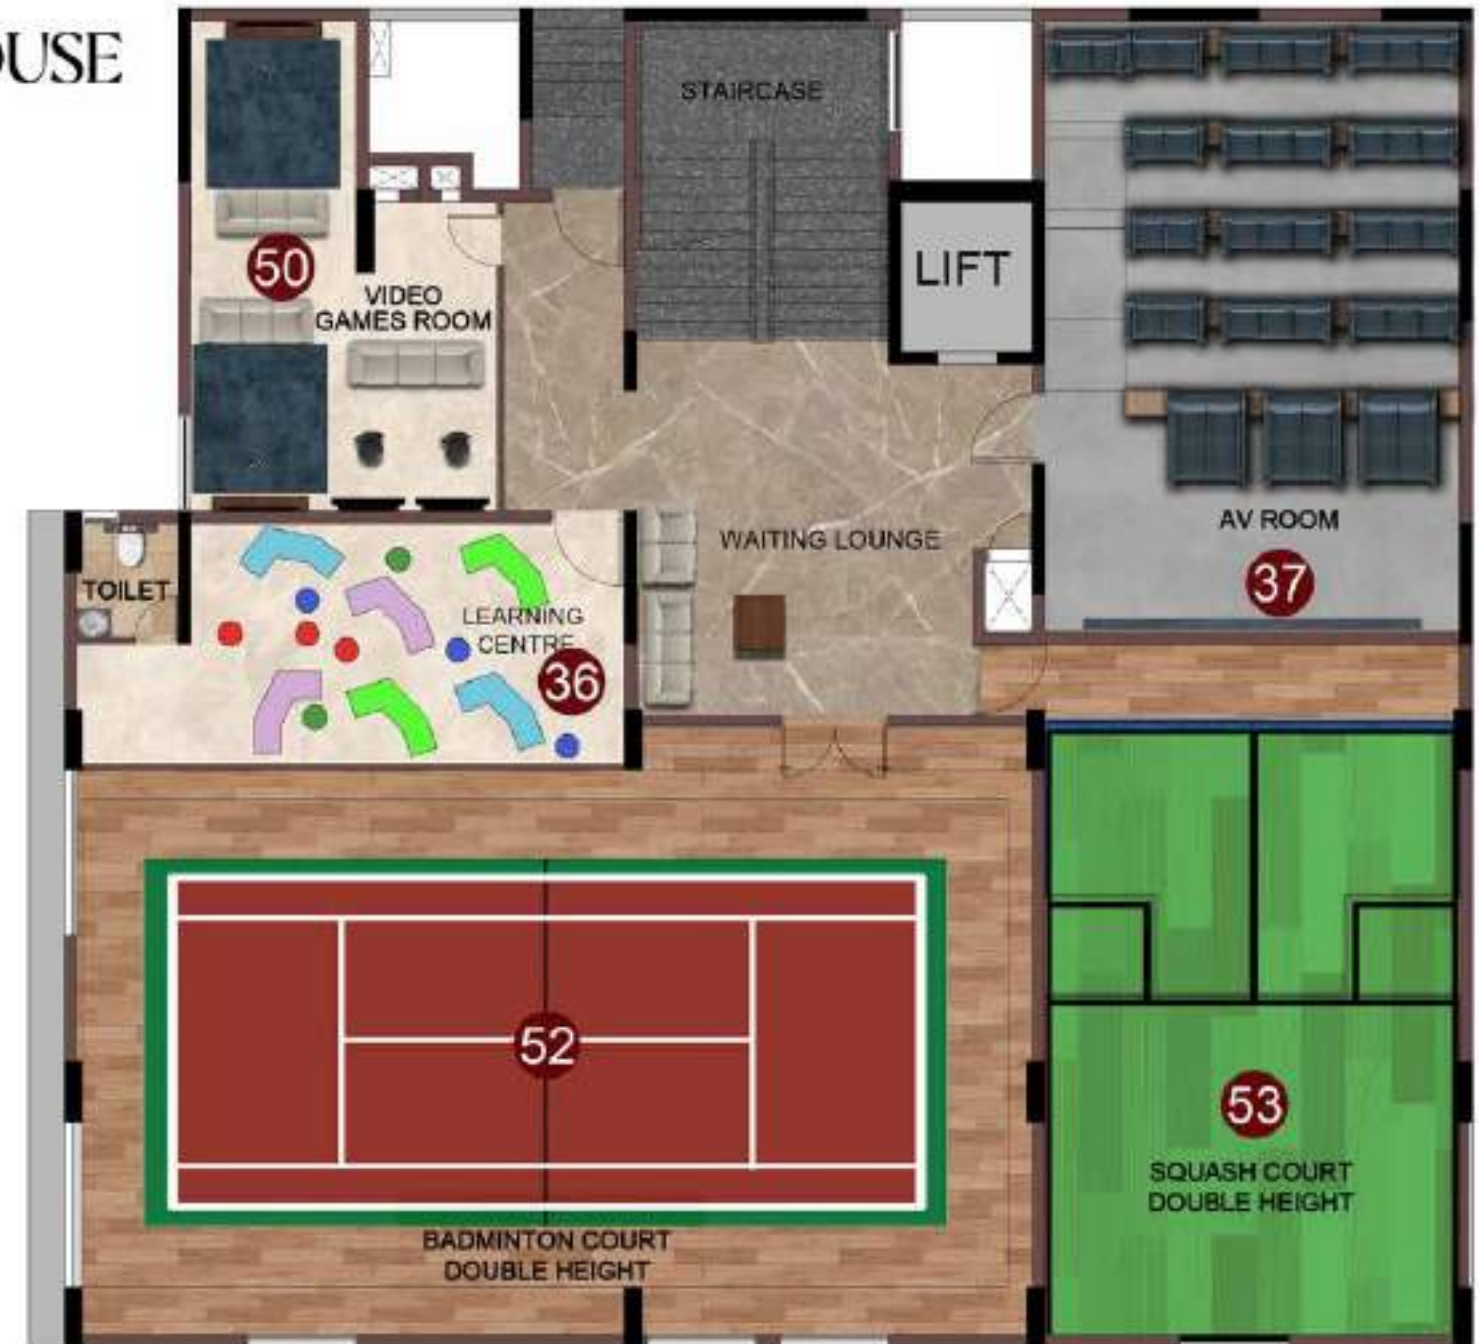 OUSE
STAIRCASE
LIFT
50
VIDEO
GAMES ROOM
AV ROOM
37
WAITING LOUNGE
TOILET
LEARNING
CENTRE
36
52
BADMINTON COURT
DOUBLE HEIGHT
53
SQUASH COURT
DOUBLE HEIGHT